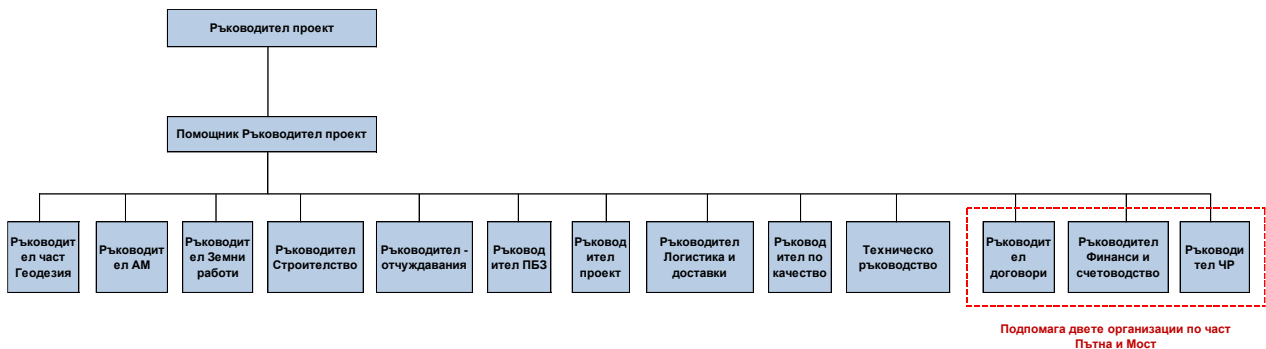 Ръководител проект
Помощник Ръководител проект
Ръководит
ел част
Геодезия
Ръководит
ел АМ
Ръководит
ел Земни
работи
Ръководител
Строителство
Ръководител -
отчуждавания
Ръковод
ител ПБЗ
Ръковод
ител
проект
Ръководител
Логистика и
доставки
Ръковод
ител по
качество
Техническо
ръководство
Ръководит
ел
договори
Ръководител
Финанси и
счетоводство
Ръководи
тел ЧР
Подпомага двете организации по част
Пътна и Мост